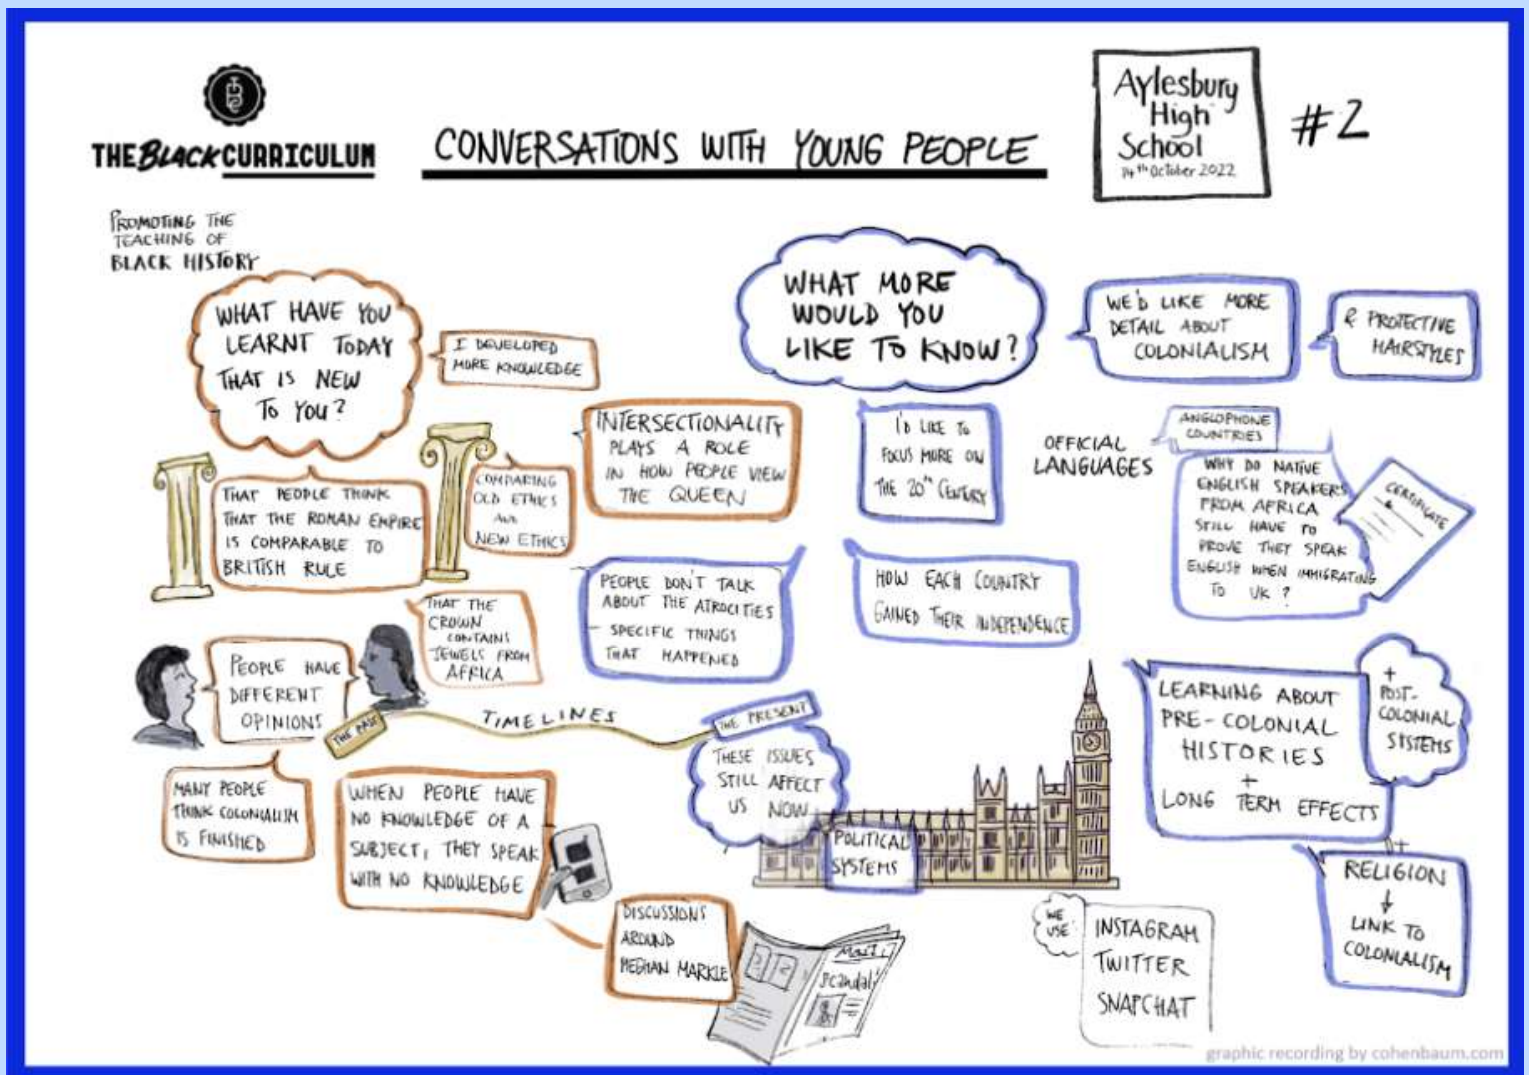 THE BLACK CURRICULUM
CONVERSATIONS WITH YOUNG PEOPLE
Aylesbury
High
School
14th October 2022
#2
PROMOTING THE
TEACHING OF
BLACK HISTORY
WHAT HAVE YOU
LEARNT TODAY
THAT IS NEW
TO YOU?
I DEVELOPED
MORE KNOWLEDGE
INTERSECTIONALITY
PLAYS A ROLE
IN HOW PEOPLE VIEW
THE QUEEN
COMPARING
OLD ETHICS
AND
NEW ETHICS
THAT PEOPLE THINK
THAT THE ROMAN EMPIRE
IS COMPARABLE TO
BRITISH RULE
THAT THE
CROWN
CONTAINS
JEWELS FROM
AFRICA
PEOPLE HAVE
DIFFERENT
OPINIONS
MANY PEOPLE
THINK COLONIALISM
IS FINISHED
WHEN PEOPLE HAVE
NO KNOWLEDGE OF A
SUBJECT, THEY SPEAK
WITH NO KNOWLEDGE
DISCUSSIONS
AROUND
MEGHAN MARKLE
Scandal
THE PAST
TIMELINES
THE PRESENT
THESE ISSUES
STILL AFFECT
US NOW
POLITICAL
SYSTEMS
WHAT MORE
WOULD YOU
LIKE TO KNOW?
WE'D LIKE MORE
DETAIL ABOUT
COLONIALISM
& PROTECTIVE
HAIRSTYLES
I'D LIKE TO
FOCUS MORE ON
THE 20TH CENTURY
OFFICIAL
LANGUAGES
ANGLOPHONE
COUNTRIES
WHY DO NATIVE
ENGLISH SPEAKERS
FROM AFRICA
STILL HAVE TO
PROVE THEY SPEAK
ENGLISH WHEN IMMIGRATING
TO UK?
CERTIFICATE
PEOPLE DON'T TALK
ABOUT THE ATROCITIES
- SPECIFIC THINGS
THAT HAPPENED
HOW EACH COUNTRY
GAINED THEIR INDEPENDENCE
LEARNING ABOUT
PRE-COLONIAL
HISTORIES
+
LONG TERM EFFECTS
+
POST-
COLONIAL
SYSTEMS
+
RELIGION
↓
LINK TO
COLONIALISM
WE
USE
INSTAGRAM
TWITTER
SNAPCHAT
graphic recording by cohenbaum.com